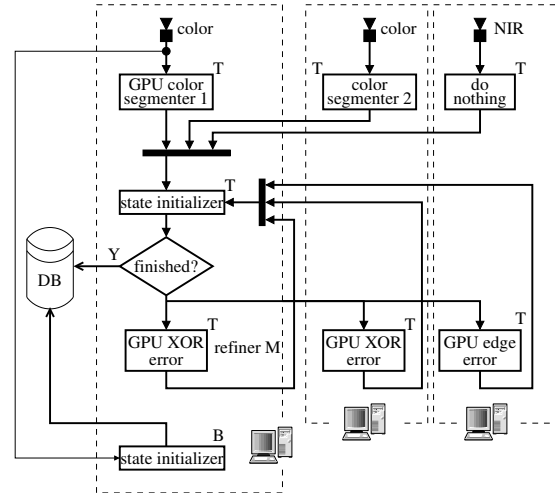 color
color
NIR
T
GPU color
segmenter 1
T
color
segmenter 2
T
do
nothing
T
state initializer
Y
finished?
DB
T
GPU XOR
error
refiner M
T
GPU XOR
error
T
GPU edge
error
B
state initializer